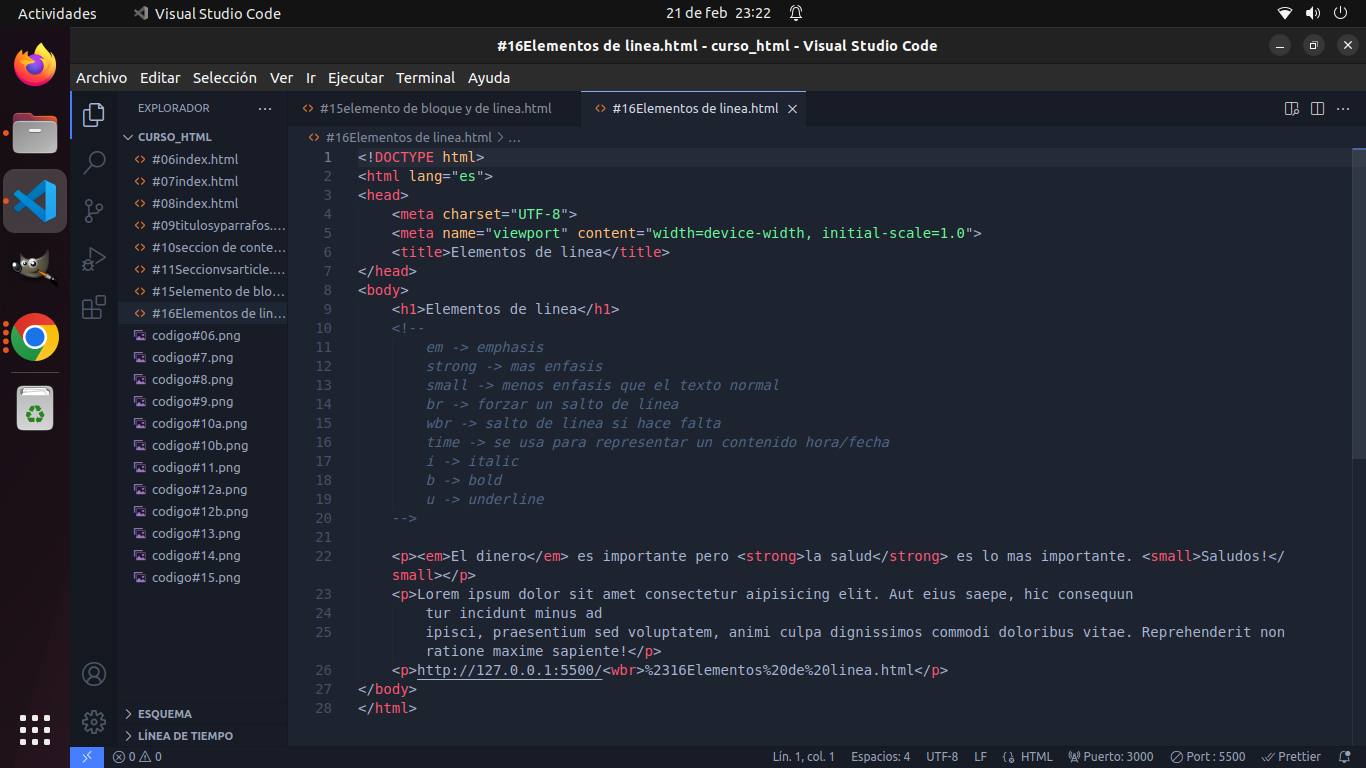 Actividades
Visual Studio Code
21 de feb 23:22
#16Elementos de linea.html - curso_html - Visual Studio Code
Archivo Editar Selección Ver Ir Ejecutar Terminal Ayuda
EXPLORADOR
CURSO_HTML
#06index.html
#07index.html
#08index.html
#09titulosyparrafos....
#10seccion de conte...
#11Seccionvsarticle....
#15elemento de blo...
#16Elementos de lin...
codigo#06.png
codigo#7.png
codigo#8.png
codigo#9.png
codigo#10a.png
codigo#10b.png
codigo#11.png
codigo#12a.png
codigo#12b.png
codigo#13.png
codigo#14.png
codigo#15.png
ESQUEMA
LÍNEA DE TIEMPO
#15elemento de bloque y de linea.html
#16Elementos de linea.html
#16Elementos de linea.html > ...
1 <!DOCTYPE html>
2 <html lang="es">
3 <head>
4 <meta charset="UTF-8">
5 <meta name="viewport" content="width=device-width, initial-scale=1.0">
6 <title>Elementos de linea</title>
7 </head>
8 <body>
9 <h1>Elementos de linea</h1>
10 <!--
11 em -> emphasis
12 strong -> mas enfasis
13 small -> menos enfasis que el texto normal
14 br -> forzar un salto de línea
15 wbr -> salto de linea si hace falta
16 time -> se usa para representar un contenido hora/fecha
17 i -> italic
18 b -> bold
19 u -> underline
20 -->
21
22 <p><em>El dinero</em> es importante pero <strong>la salud</strong> es lo mas importante. <small>Saludos!</
small></p>
23 <p>Lorem ipsum dolor sit amet consectetur aipisicing elit. Aut eius saepe, hic consequun
24 tur incidunt minus ad
25 ipisci, praesentium sed voluptatem, animi culpa dignissimos commodi doloribus vitae. Reprehenderit non
ratione maxime sapiente!</p>
26 <p>http://127.0.0.1:5500/<wbr>%2316Elementos%20de%20linea.html</p>
27 </body>
28 </html>
0 0
Lín. 1, col. 1
Espacios: 4
UTF-8
LF
HTML
Puerto: 3000
Port : 5500
Prettier